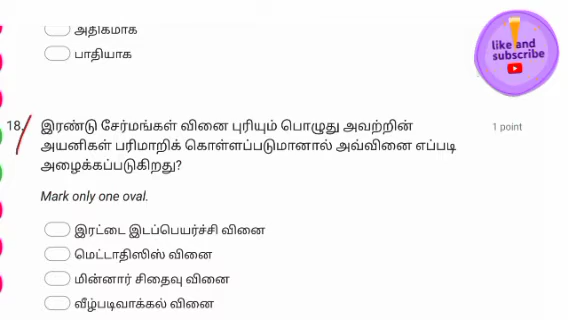 அதிகமாக
பாதியாக
like and
subscribe
18. இரண்டு சேர்மங்கள் வினை புரியும் பொழுது அவற்றின்
1 point
அயனிகள் பரிமாறிக் கொள்ளப்படுமானால் அவ்வினை எப்படி
அழைக்கப்படுகிறது?
Mark only one oval.
இரட்டை இடப்பெயர்ச்சி வினை
மெட்டாதிஸிஸ் வினை
மின்னார் சிதைவு வினை
வீழ்படிவாக்கல் வினை